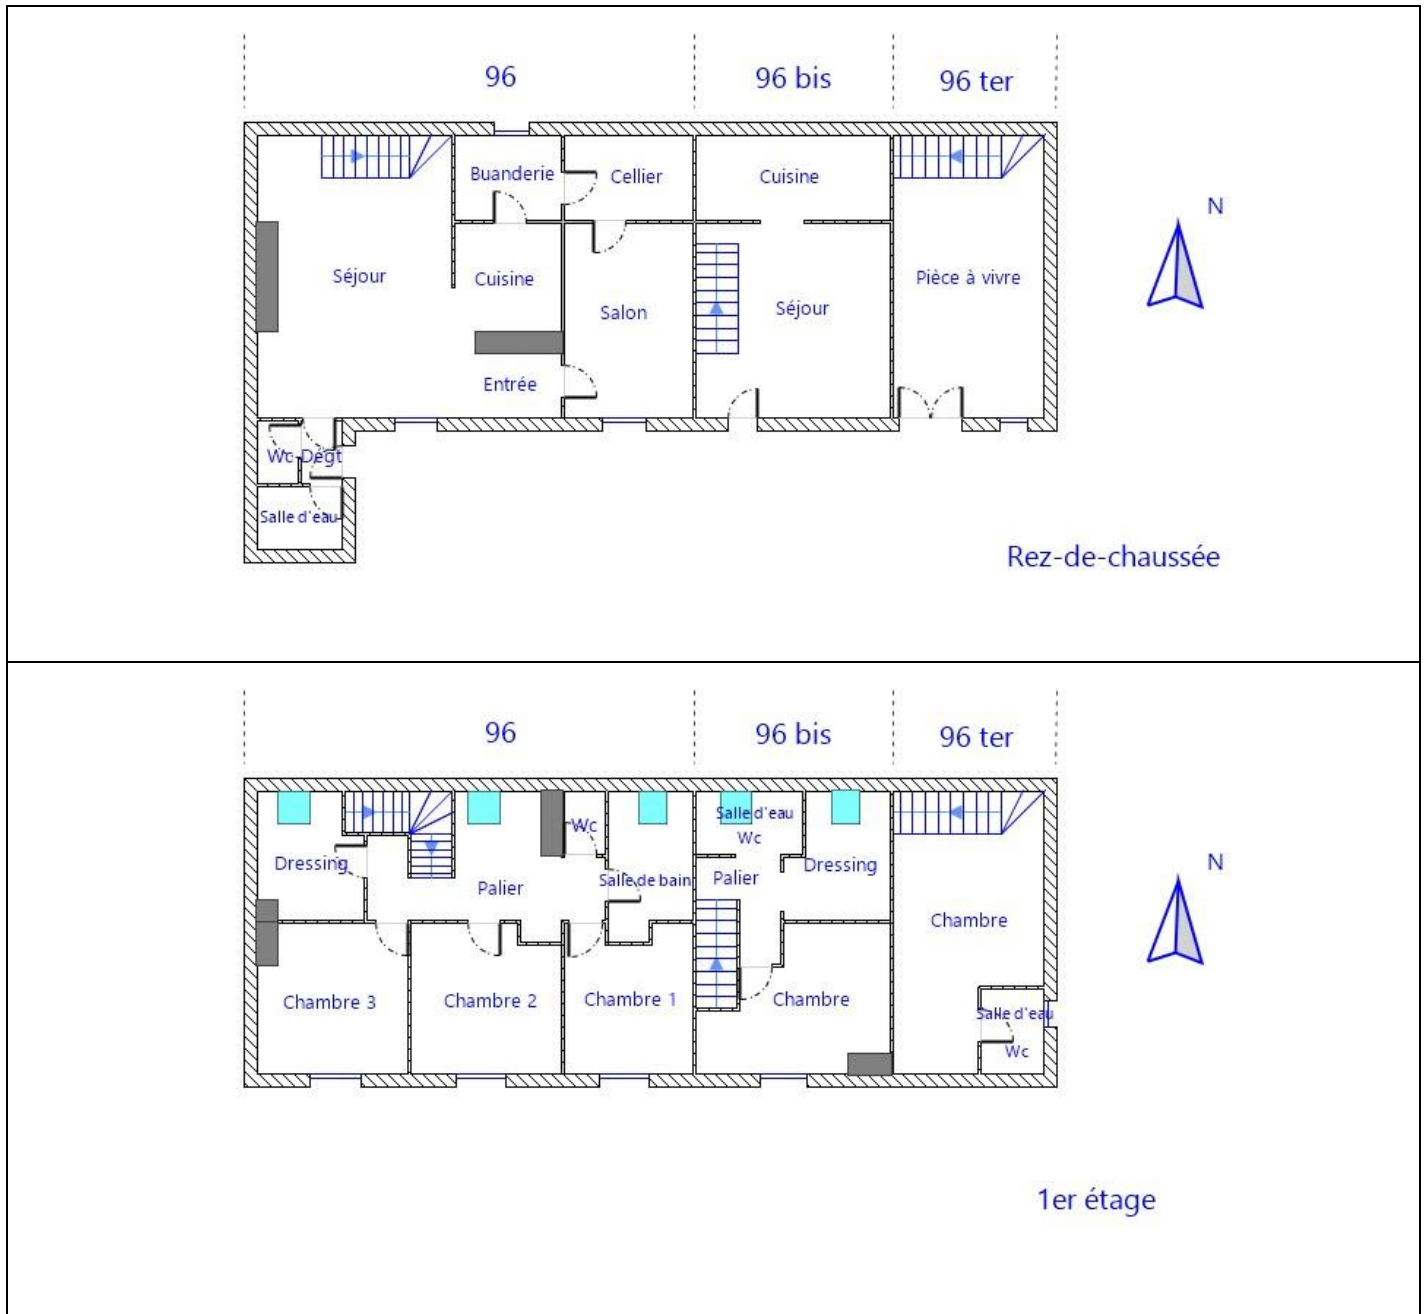 96
96 bis
96 ter
Buanderie
Cellier
Cuisine
N
Séjour
Cuisine
Pièce à vivre
Salon
Séjour
Entrée
Wc
Dégt
Salle d'eau
Rez-de-chaussée
96
96 bis
96 ter
Salle d'eau
Wc
Wc
Dressing
Palier
Salle de bain
Palier
Dressing
N
Chambre
Chambre 3
Chambre 2
Chambre 1
Chambre
Salle d'eau
Wc
1er étage